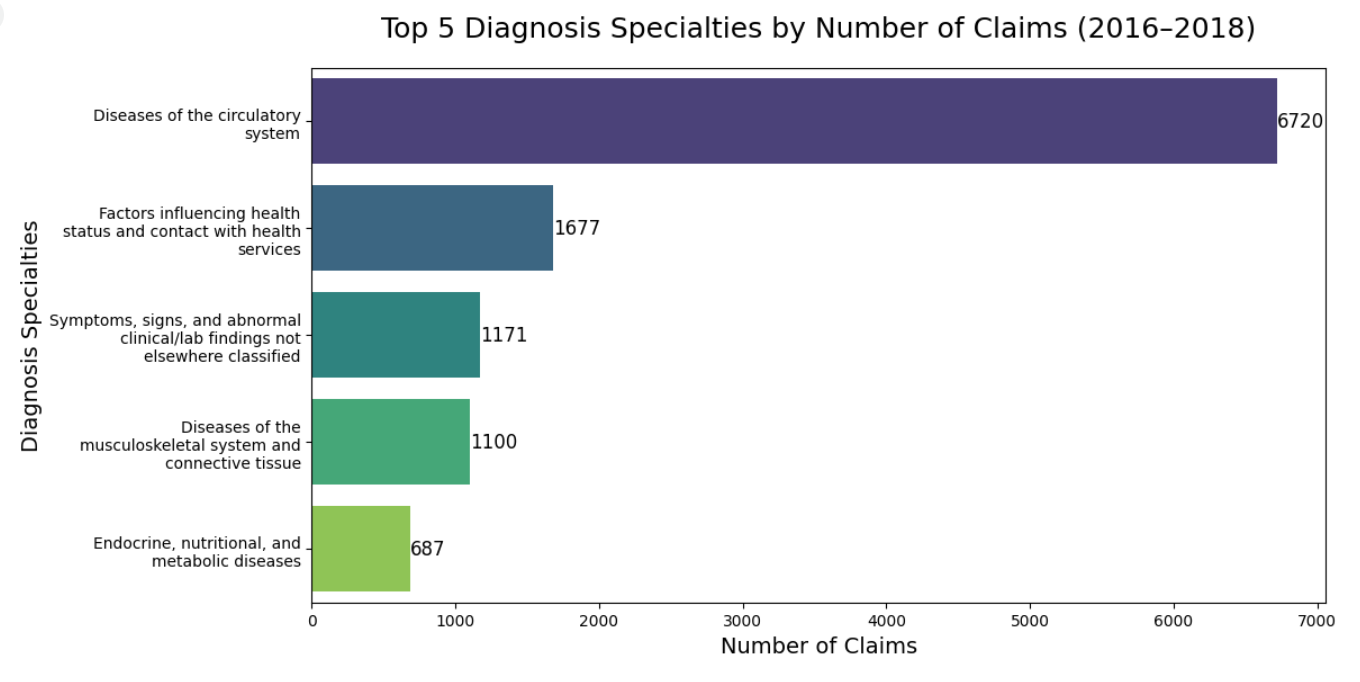 Top 5 Diagnosis Specialties by Number of Claims (2016–2018)
Diagnosis Specialties
Diseases of the circulatory
system
6720
Factors influencing health
status and contact with health
services
1677
Symptoms, signs, and abnormal
clinical/lab findings not
elsewhere classified
1171
Diseases of the
musculoskeletal system and
connective tissue
1100
Endocrine, nutritional, and
metabolic diseases
687
0 1000 2000 3000 4000 5000 6000 7000
Number of Claims